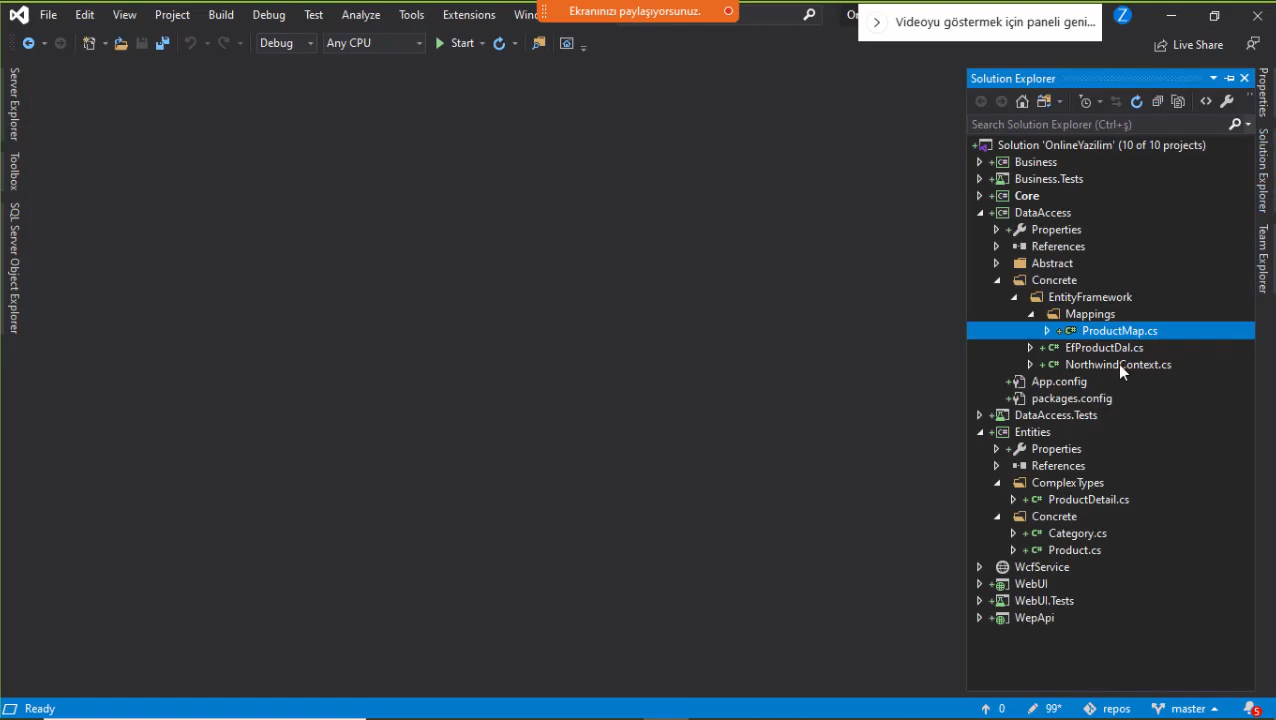 File Edit View Project Build Debug Test Analyze Tools Extensions Win
Ekranınızı paylaşıyorsunuz.
Videoyu göstermek için paneli geni...
Z
Debug Any CPU Start Live Share
Server Explorer
Toolbox
SQL Server Object Explorer
Solution Explorer
Search Solution Explorer (Ctrl+ş)
Solution 'OnlineYazilim' (10 of 10 projects)
Business
Business.Tests
Core
DataAccess
Properties
References
Abstract
Concrete
EntityFramework
Mappings
ProductMap.cs
EfProductDal.cs
NorthwindContext.cs
App.config
packages.config
DataAccess.Tests
Entities
Properties
References
ComplexTypes
ProductDetail.cs
Concrete
Category.cs
Product.cs
WcfService
WebUI
WebUI.Tests
WepApi
Properties
Solution Explorer
Team Explorer
Ready 0 99* repos master 5